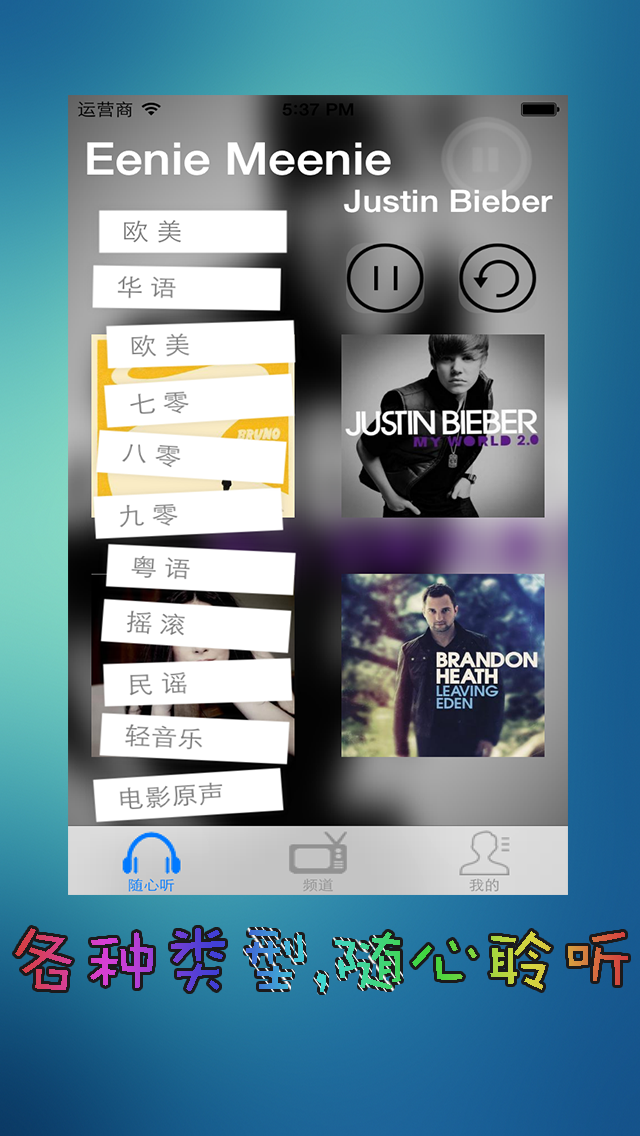 运营商 5:37 PM
Eenie Meenie
Justin Bieber
欧美
华语
欧美
七零
八零
九零
粤语
摇滚
民谣
轻音乐
电影原声
BRUNO
JUSTIN BIEBER
MY WORLD 2.0
BRANDON
HEATH
LEAVING
EDEN
随心听 频道 我的
各种类型,随心聆听